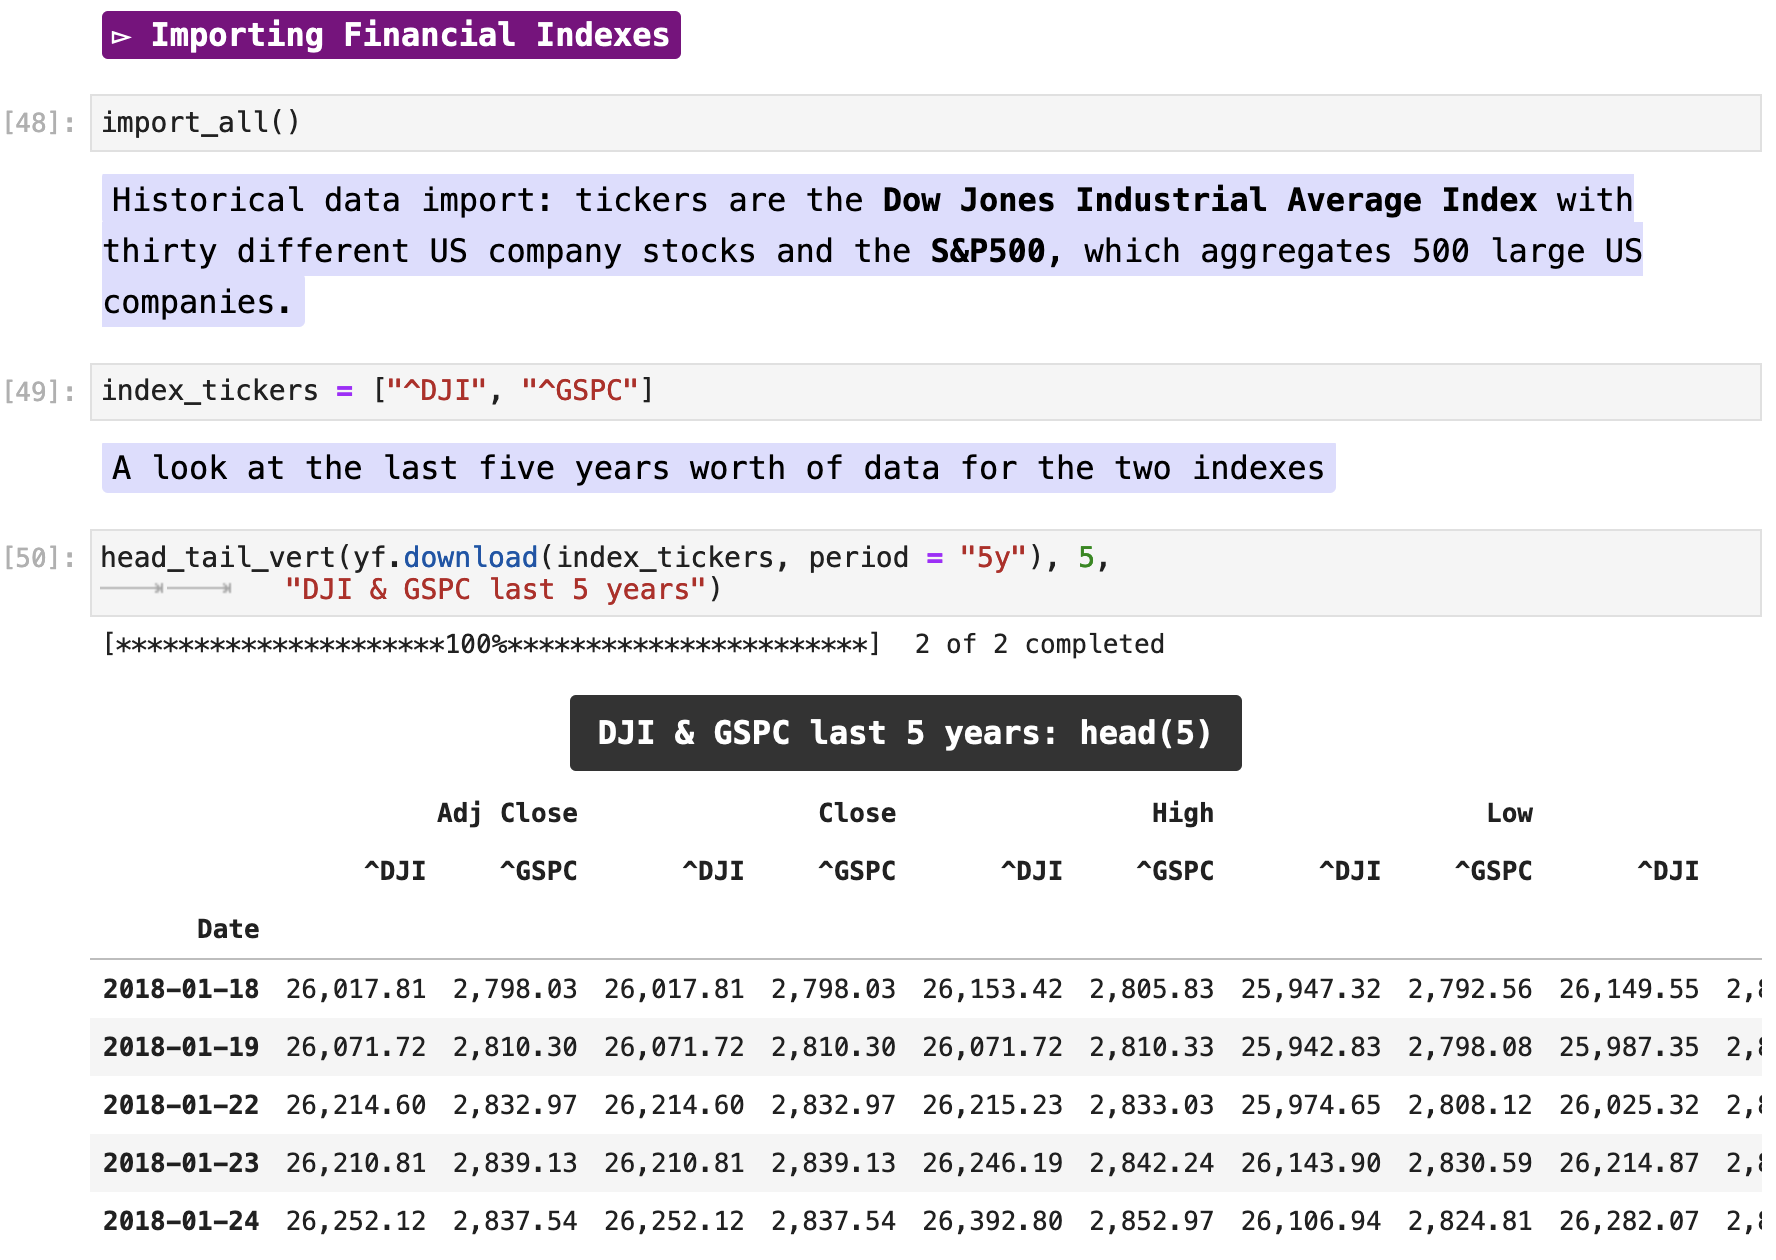 ▻ Importing Financial Indexes
[48]: import_all()
Historical data import: tickers are the Dow Jones Industrial Average Index with
thirty different US company stocks and the S&P500, which aggregates 500 large US
companies.
[49]: index_tickers = ["^DJI", "^GSPC"]
A look at the last five years worth of data for the two indexes
[50]: head_tail_vert(yf.download(index_tickers, period = "5y"), 5,
"DJI & GSPC last 5 years")
[*********************100%***********************]  2 of 2 completed
DJI & GSPC last 5 years: head(5)
Adj Close Close High Low
^DJI ^GSPC ^DJI ^GSPC ^DJI ^GSPC ^DJI ^GSPC ^DJI
Date
2018-01-18 26,017.81 2,798.03 26,017.81 2,798.03 26,153.42 2,805.83 25,947.32 2,792.56 26,149.55
2018-01-19 26,071.72 2,810.30 26,071.72 2,810.30 26,071.72 2,810.33 25,942.83 2,798.08 25,987.35
2018-01-22 26,214.60 2,832.97 26,214.60 2,832.97 26,215.23 2,833.03 25,974.65 2,808.12 26,025.32
2018-01-23 26,210.81 2,839.13 26,210.81 2,839.13 26,246.19 2,842.24 26,143.90 2,830.59 26,214.87
2018-01-24 26,252.12 2,837.54 26,252.12 2,837.54 26,392.80 2,852.97 26,106.94 2,824.81 26,282.07